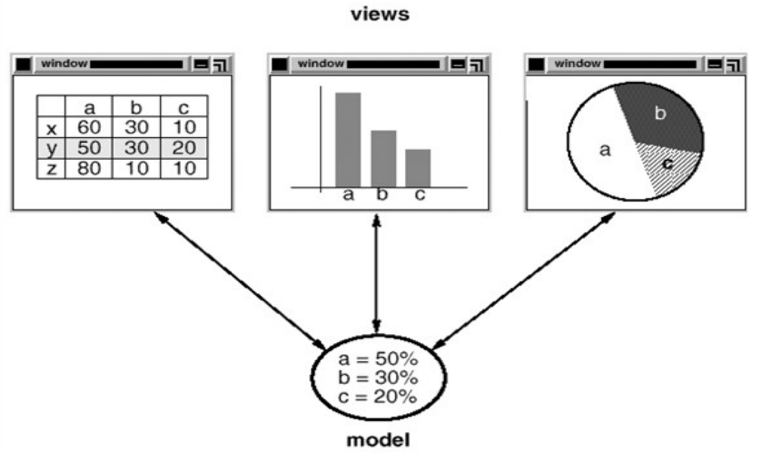 views
window
a b c
x 60 30 10
y 50 30 20
z 80 10 10
window
a b c
window
a
b
c
a = 50%
b = 30%
c = 20%
model